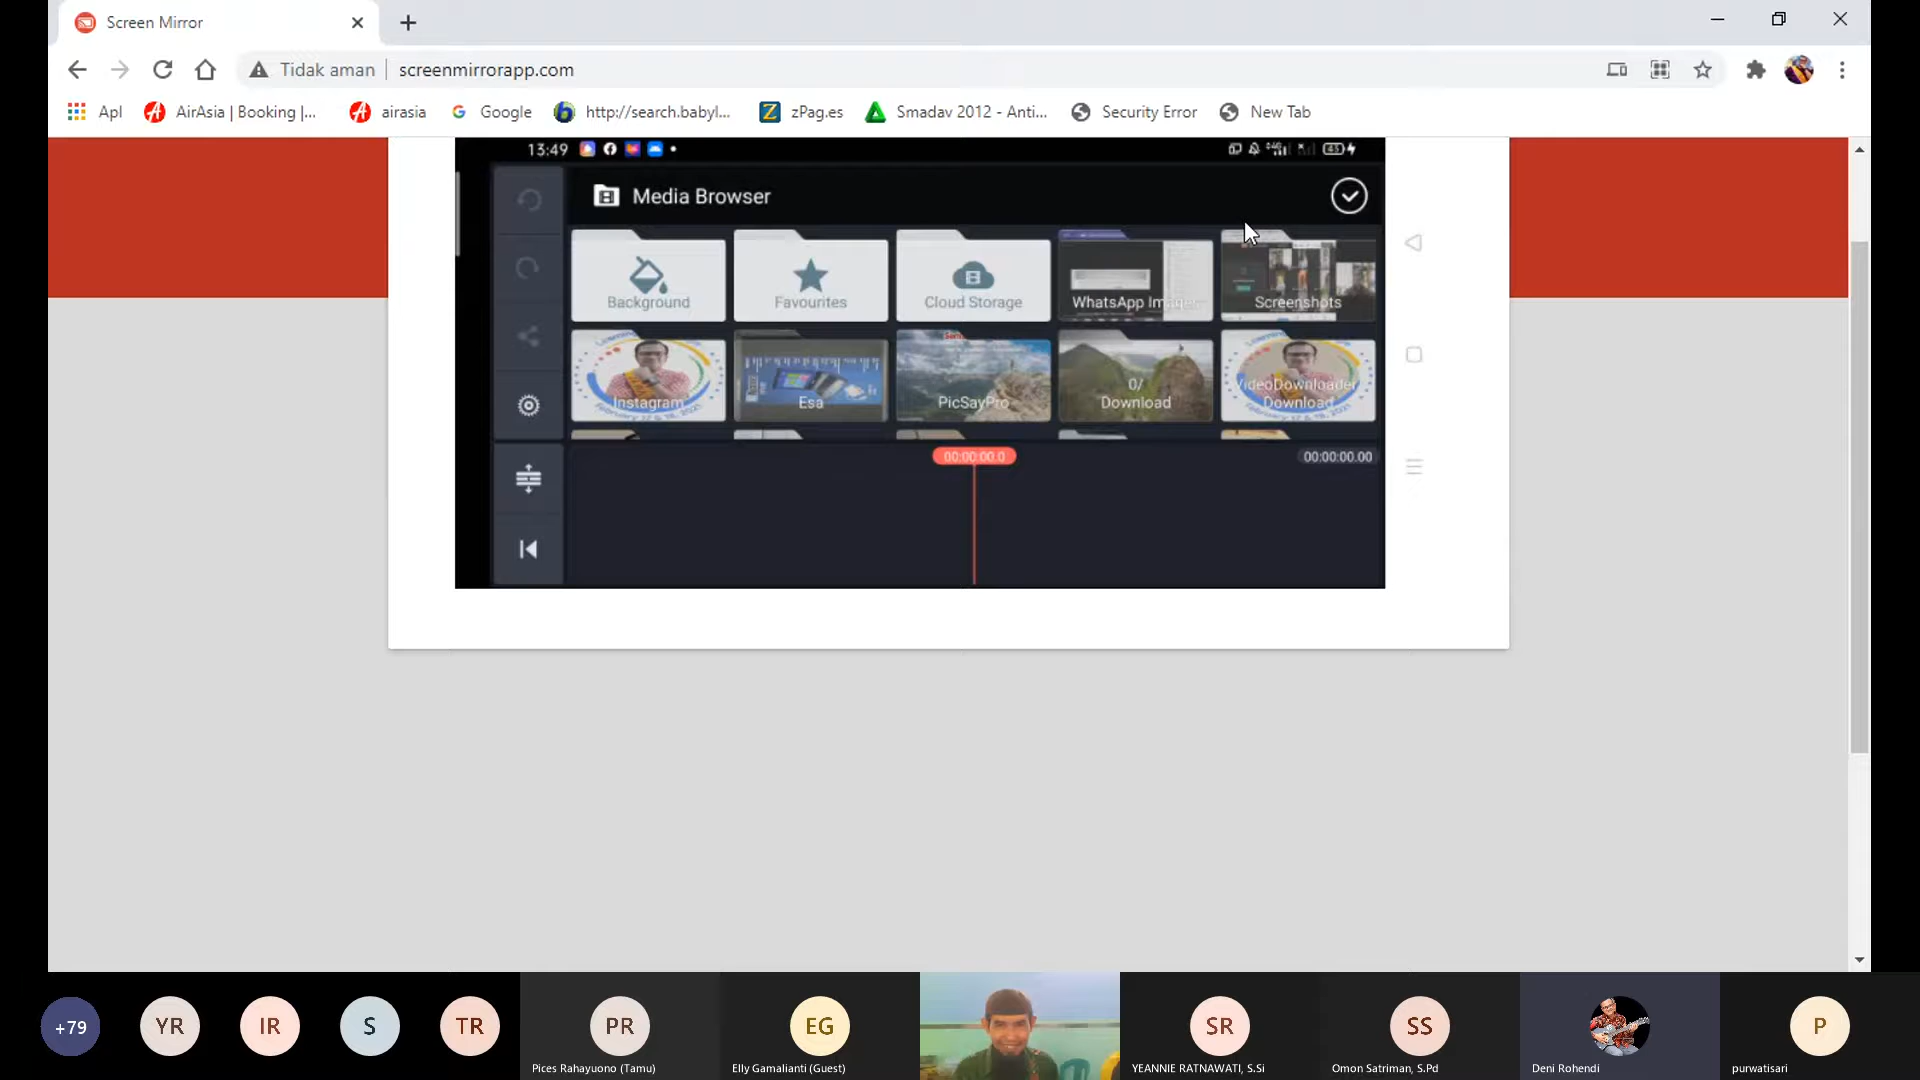 Screen Mirror
Tidak aman
screenmirrorapp.com
Apl
AirAsia | Booking |...
airasia
Google
http://search.babyl...
zPag.es
Smadav 2012 - Anti...
Security Error
New Tab
13:49
Media Browser
Background
Favourites
Cloud Storage
WhatsApp Images
Screenshots
Instagram
Esa
PicSayPro
0/
Download
VideoDownloader
Download
00:00:00.0
00:00:00.00
+79
YR
IR
S
TR
PR
EG
SR
SS
P
Pices Rahayuono (Tamu)
Elly Gamalianti (Guest)
YEANNIE RATNAWATI, S.Si
Omon Satriman, S.Pd
Deni Rohendi
purwatisari